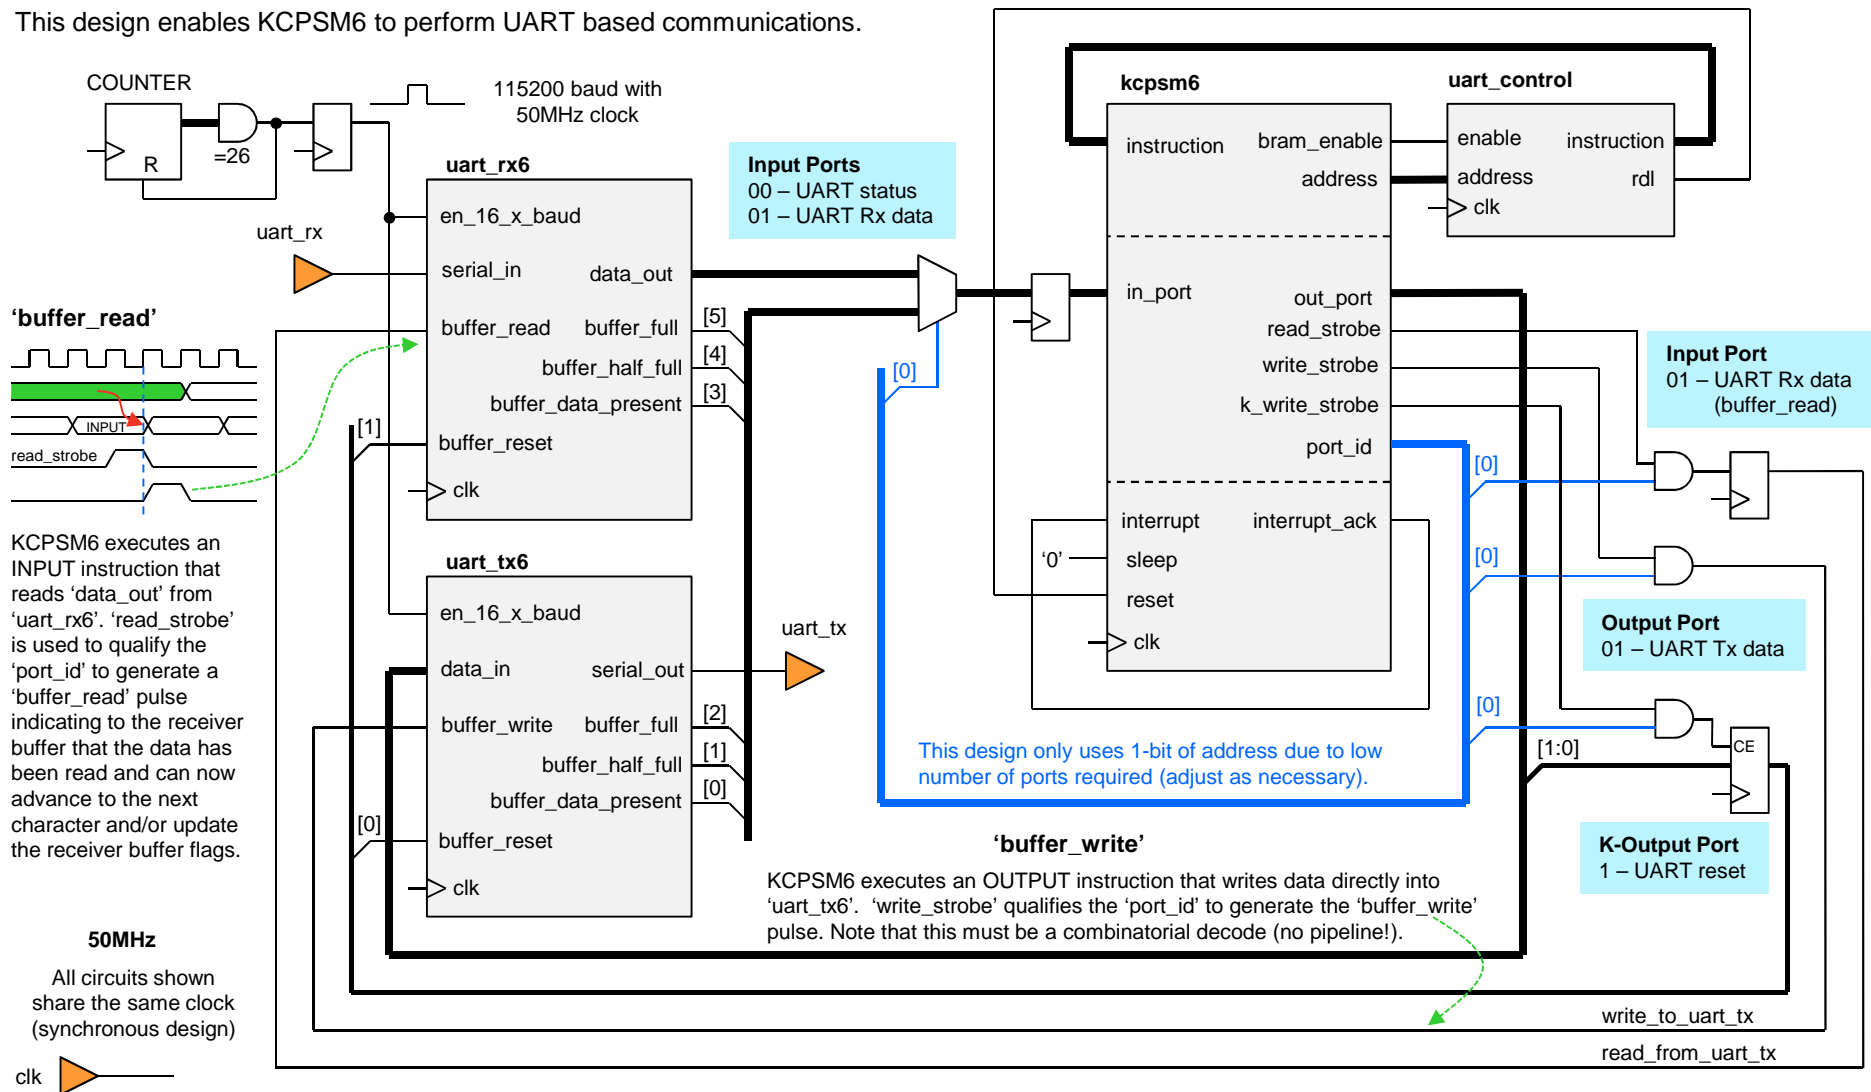 This design enables KCPSM6 to perform UART based communications.
COUNTER
R
=26
115200 baud with
50MHz clock
uart_rx
uart_rx6
en_16_x_baud
serial_in
data_out
buffer_read
buffer_full
[5]
buffer_half_full
[4]
buffer_data_present
[3]
[1]
buffer_reset
clk
Input Ports
00 – UART status
01 – UART Rx data
[0]
kcpsm6
instruction
bram_enable
address
in_port
out_port
read_strobe
write_strobe
k_write_strobe
port_id
interrupt
interrupt_ack
‘0’
sleep
reset
clk
uart_control
enable
instruction
address
rdl
clk
‘buffer_read’
INPUT
read_strobe
KCPSM6 executes an
INPUT instruction that
reads ‘data_out’ from
‘uart_rx6’. ‘read_strobe’
is used to qualify the
‘port_id’ to generate a
‘buffer_read’ pulse
indicating to the receiver
buffer that the data has
been read and can now
advance to the next
character and/or update
the receiver buffer flags.
uart_tx6
en_16_x_baud
data_in
serial_out
buffer_write
buffer_full
[2]
buffer_half_full
[1]
buffer_data_present
[0]
[0]
buffer_reset
clk
uart_tx
Input Port
01 – UART Rx data
(buffer_read)
[0]
[0]
Output Port
01 – UART Tx data
[0]
[1:0]
CE
K-Output Port
1 – UART reset
This design only uses 1-bit of address due to low
number of ports required (adjust as necessary).
‘buffer_write’
KCPSM6 executes an OUTPUT instruction that writes data directly into
‘uart_tx6’. ‘write_strobe’ qualifies the ‘port_id’ to generate the ‘buffer_write’
pulse. Note that this must be a combinatorial decode (no pipeline!).
50MHz
All circuits shown
share the same clock
(synchronous design)
clk
write_to_uart_tx
read_from_uart_tx